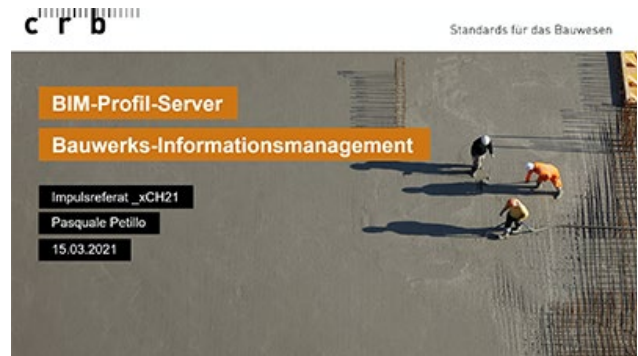 crb
Standards für das Bauwesen
BIM-Profil-Server
Bauwerks-Informationsmanagement
Impulsreferat _xCH21
Pasquale Petillo
15.03.2021